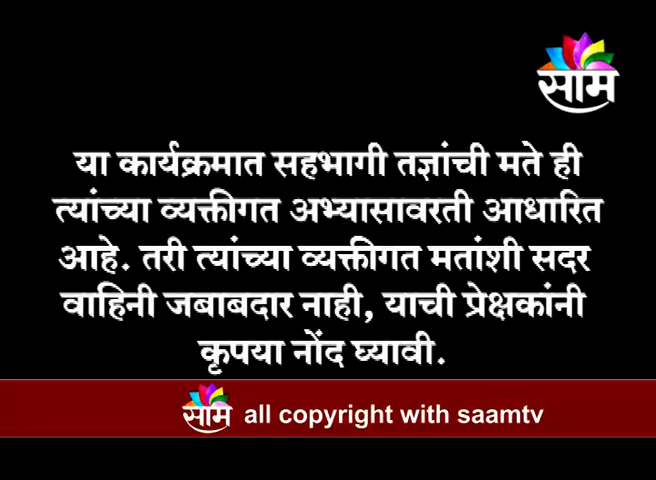 साम
या कार्यक्रमात सहभागी तज्ञांची मते ही
त्यांच्या व्यक्तीगत अभ्यासावरती आधारित
आहे. तरी त्यांच्या व्यक्तीगत मतांशी सदर
वाहिनी जबाबदार नाही, याची प्रेक्षकांनी
कृपया नोंद घ्यावी.
साम all copyright with saamtv